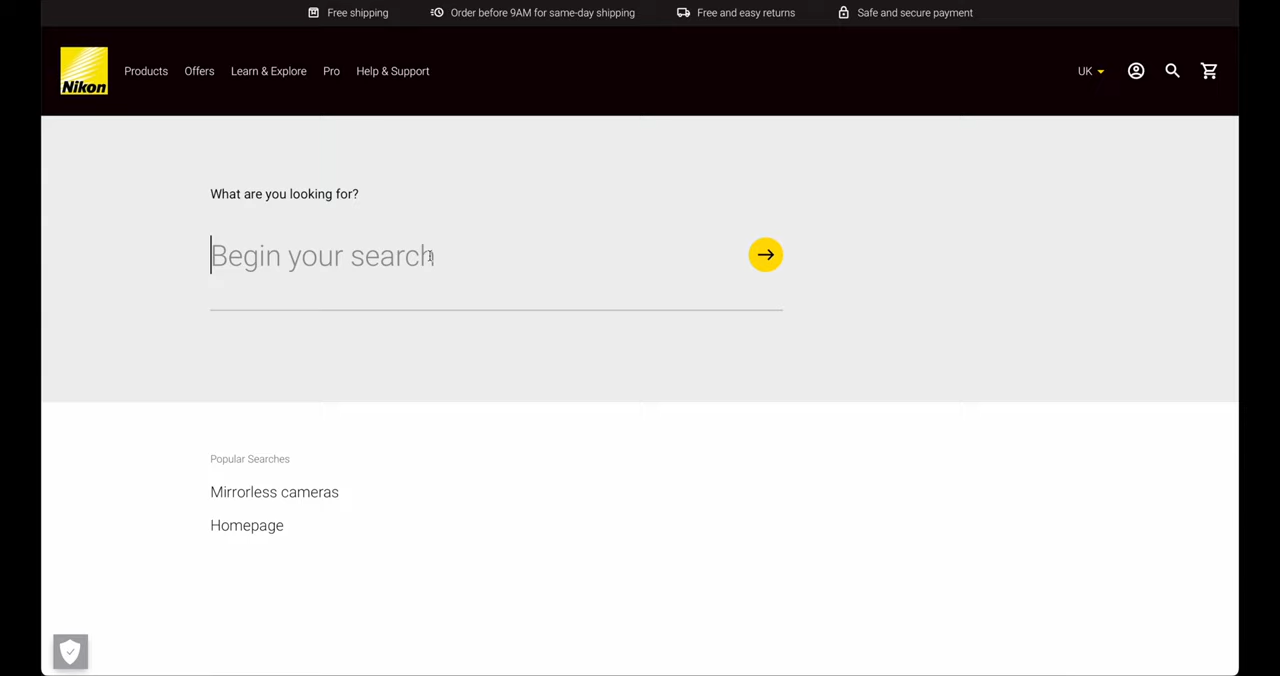 Free shipping
Order before 9AM for same-day shipping
Free and easy returns
Safe and secure payment
Nikon
Products
Offers
Learn & Explore
Pro
Help & Support
UK
What are you looking for?
Begin your search
Popular Searches
Mirrorless cameras
Homepage